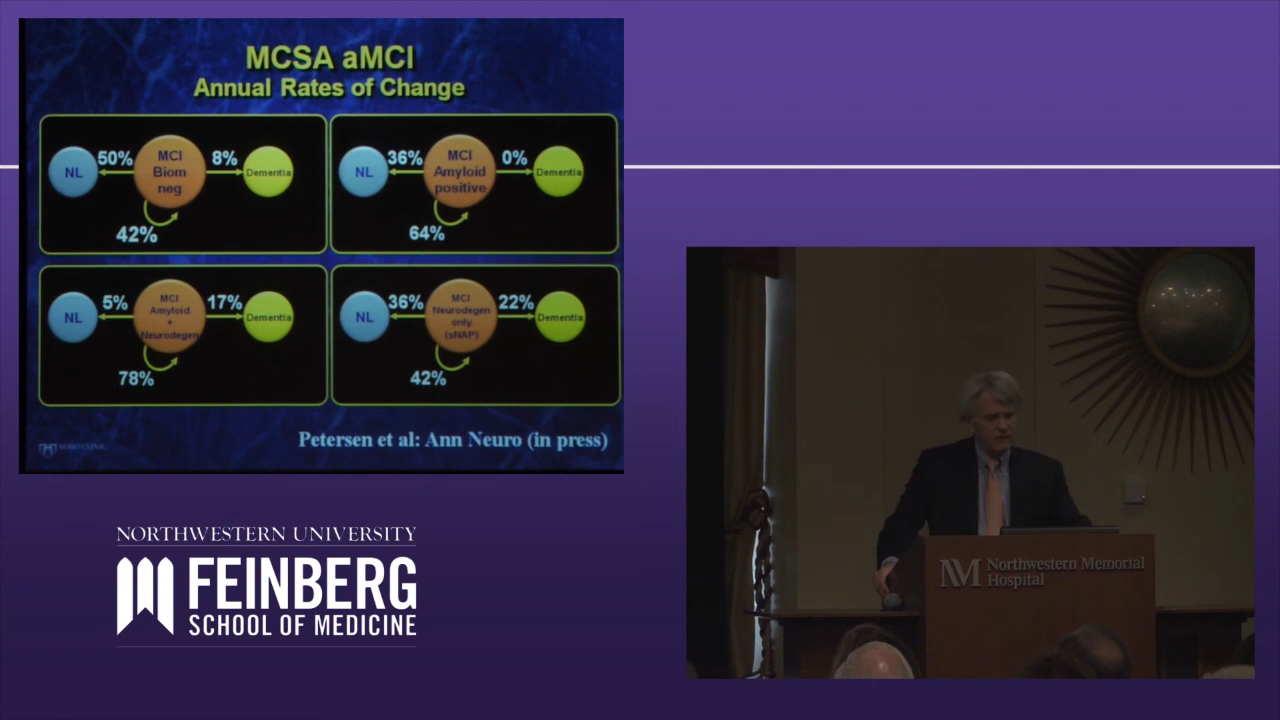 MCSA aMCI
Annual Rates of Change
NL
50%
MCI
Biom
neg
8%
Dementia
42%
NL
36%
MCI
Amyloid
positive
0%
Dementia
64%
NL
5%
MCI
Amyloid
+
Neurodegen
17%
Dementia
78%
NL
36%
MCI
Neurodegen
only
(sNAP)
22%
Dementia
42%
MAYO CLINIC
Petersen et al: Ann Neuro (in press)
NORTHWESTERN UNIVERSITY
FEINBERG
SCHOOL OF MEDICINE
NM Northwestern Memorial
Hospital